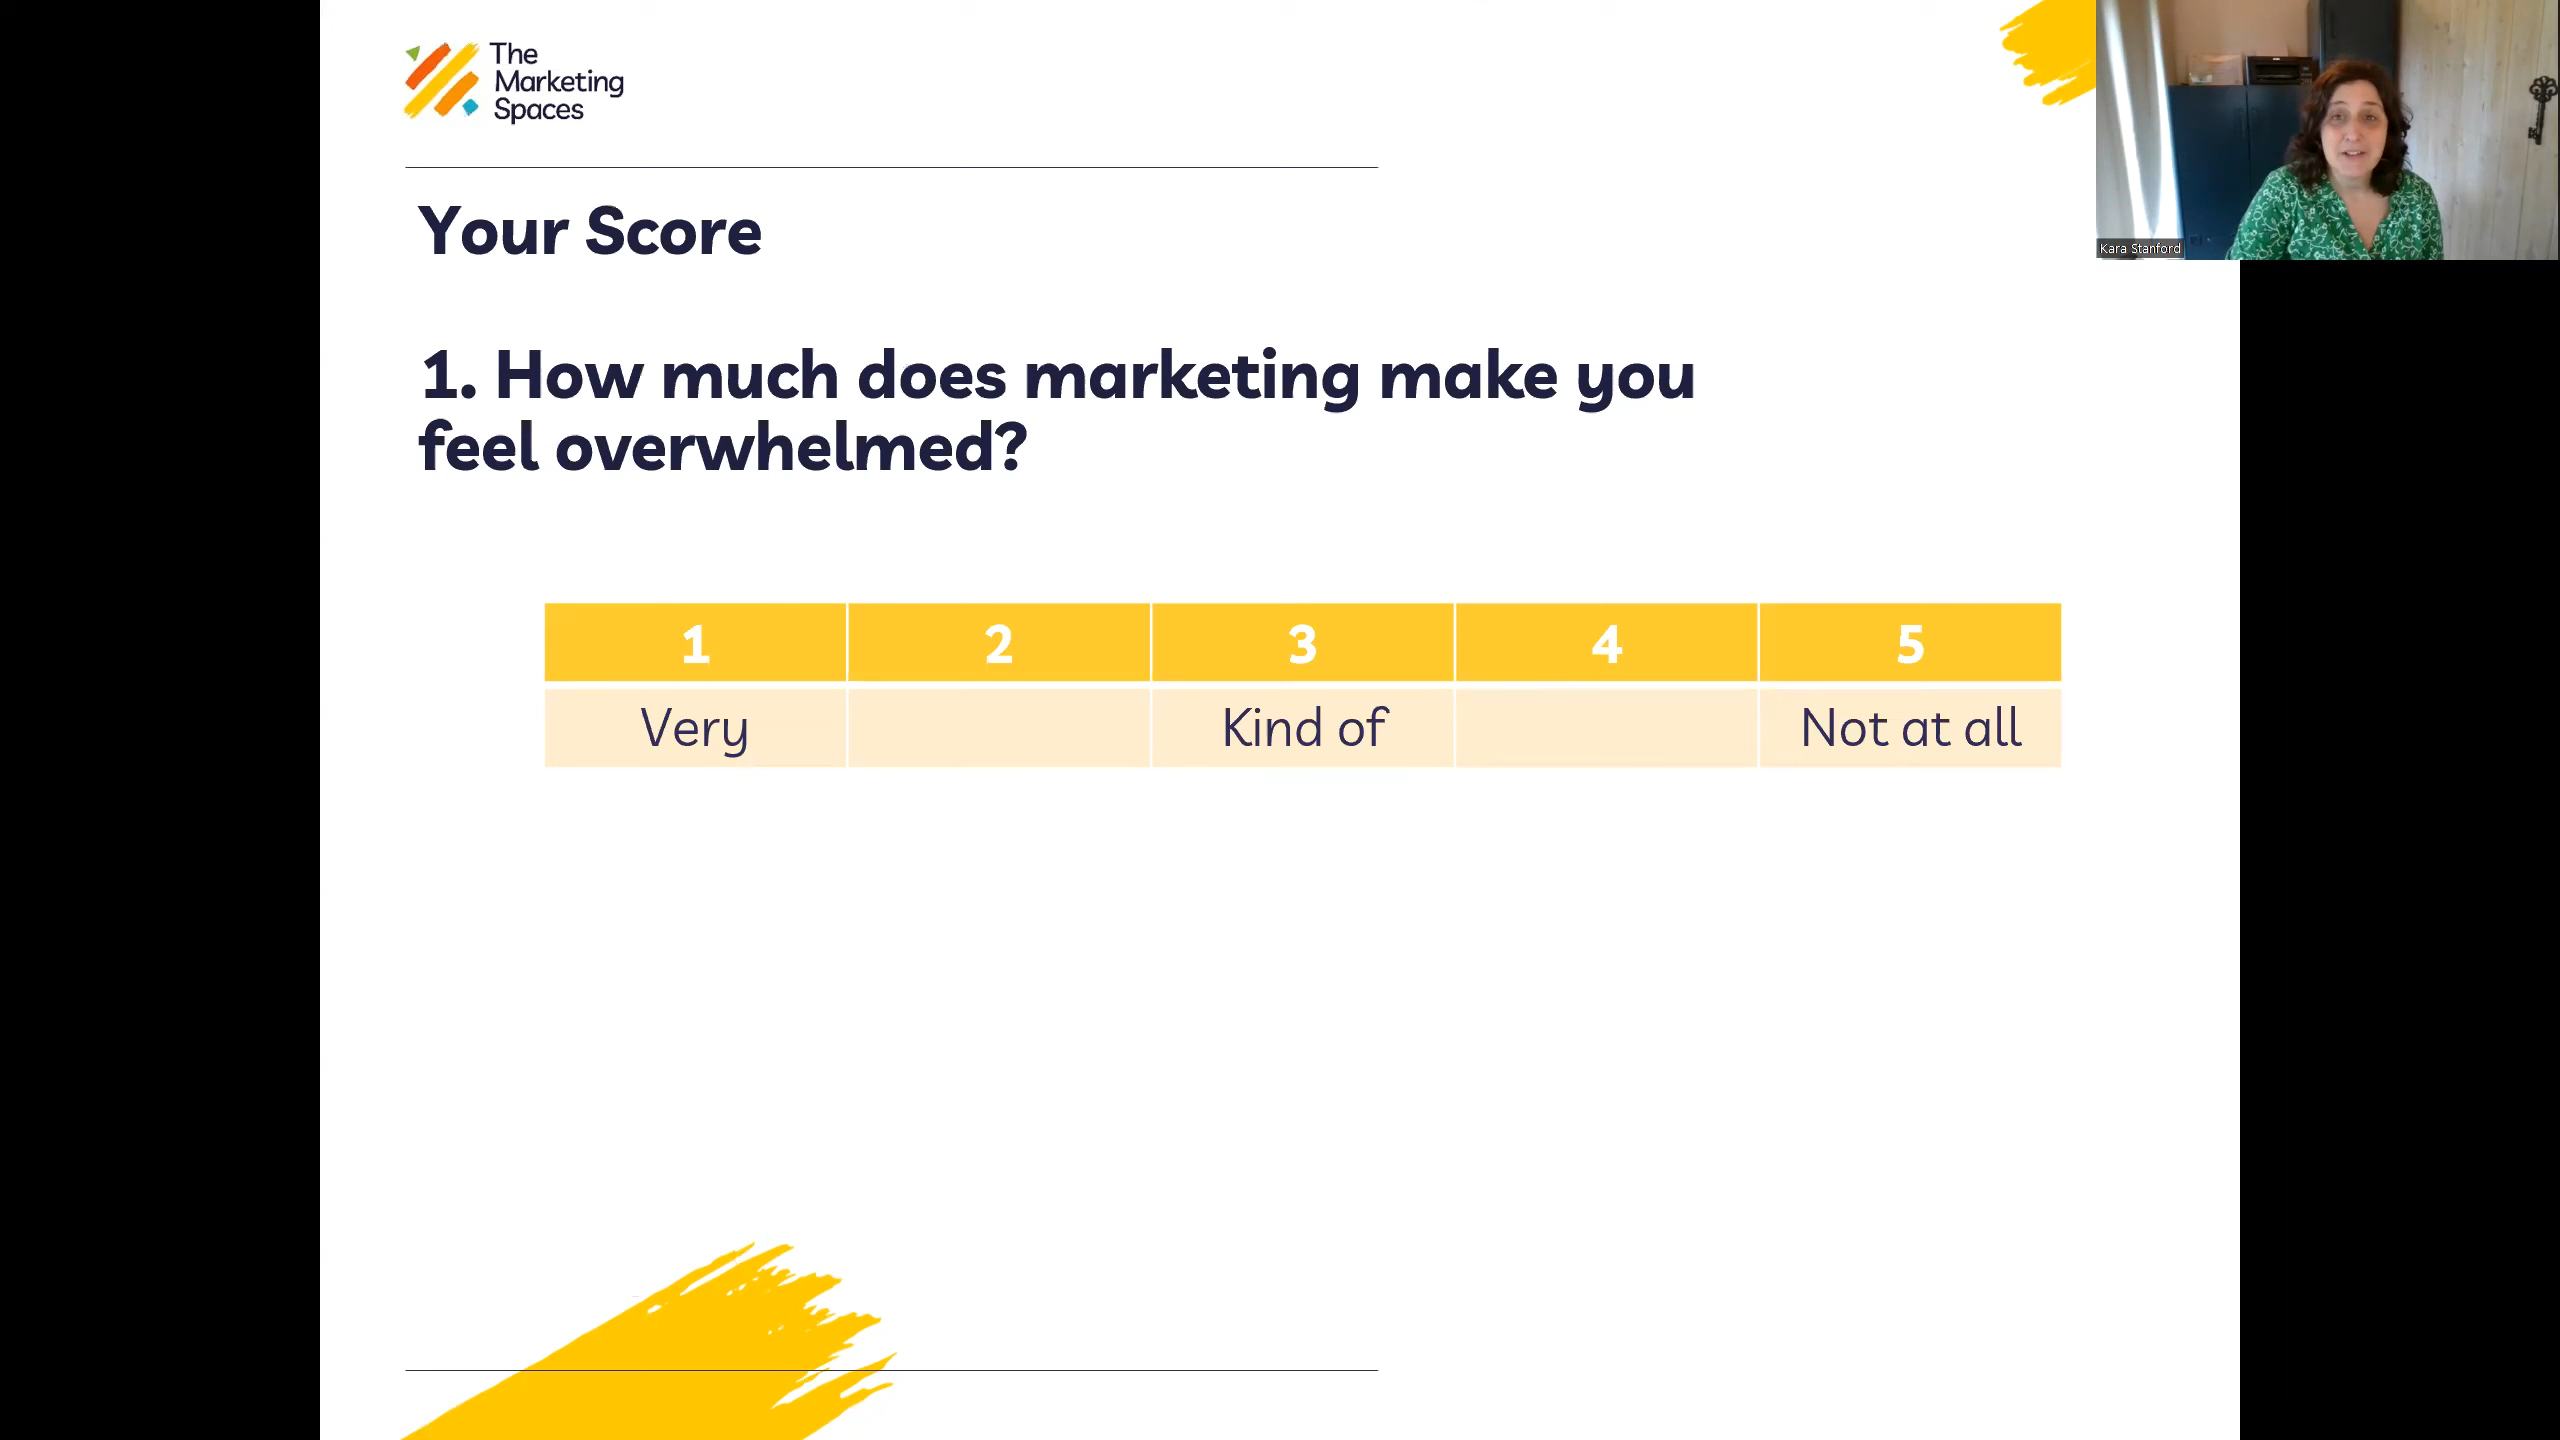 The
Marketing
Spaces
Kara Stanford
Your Score
1. How much does marketing make you
feel overwhelmed?
1 2 3 4 5
Very Kind of Not at all